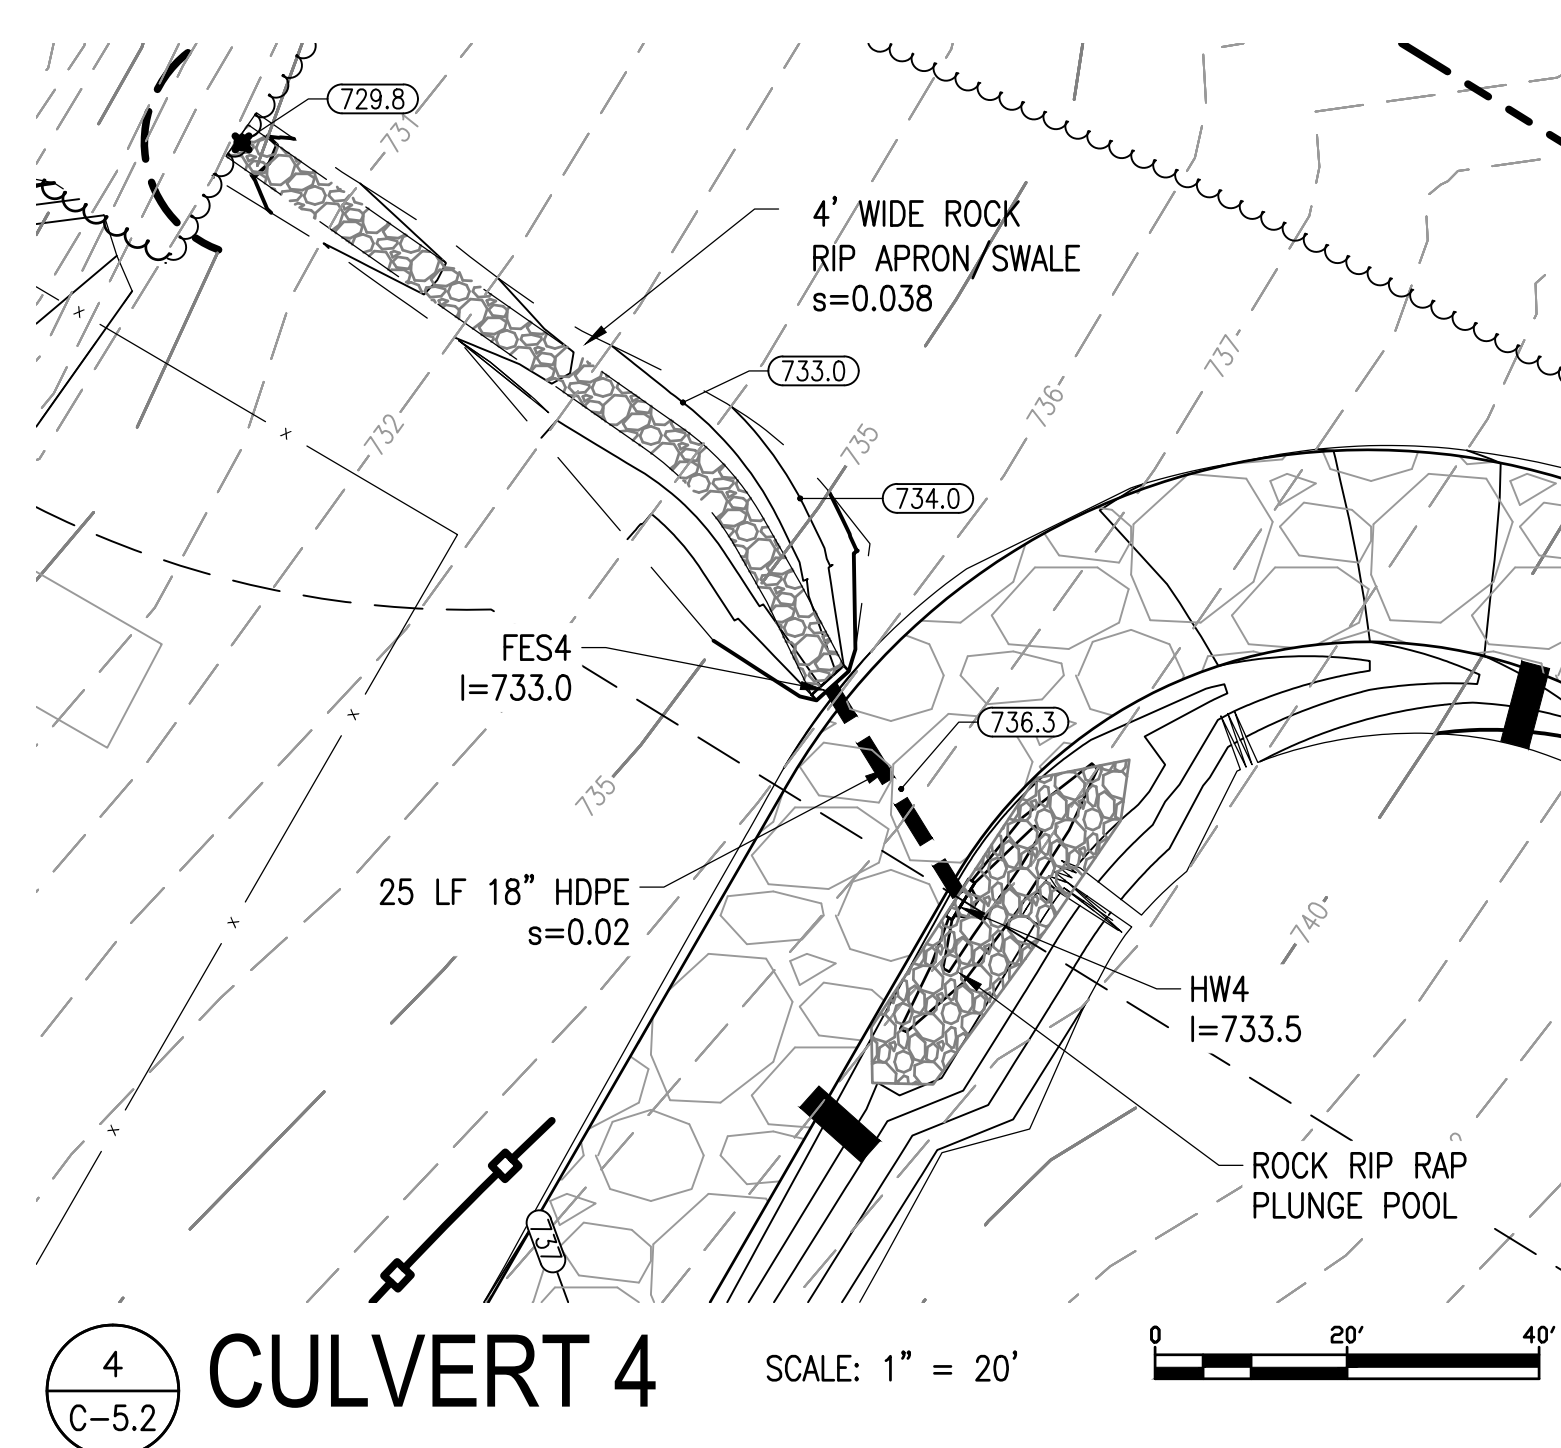 729.8
731
4’ WIDE ROCK
RIP APRON/SWALE
s=0.038
737
733.0
736
732
735
734.0
FES4
I=733.0
736.3
735
25 LF 18” HDPE
s=0.02
740
HW4
I=733.5
ROCK RIP RAP
PLUNGE POOL
737
x
x
x
x
x
4
C-5.2
CULVERT 4
SCALE: 1” = 20’
0 20’ 40’